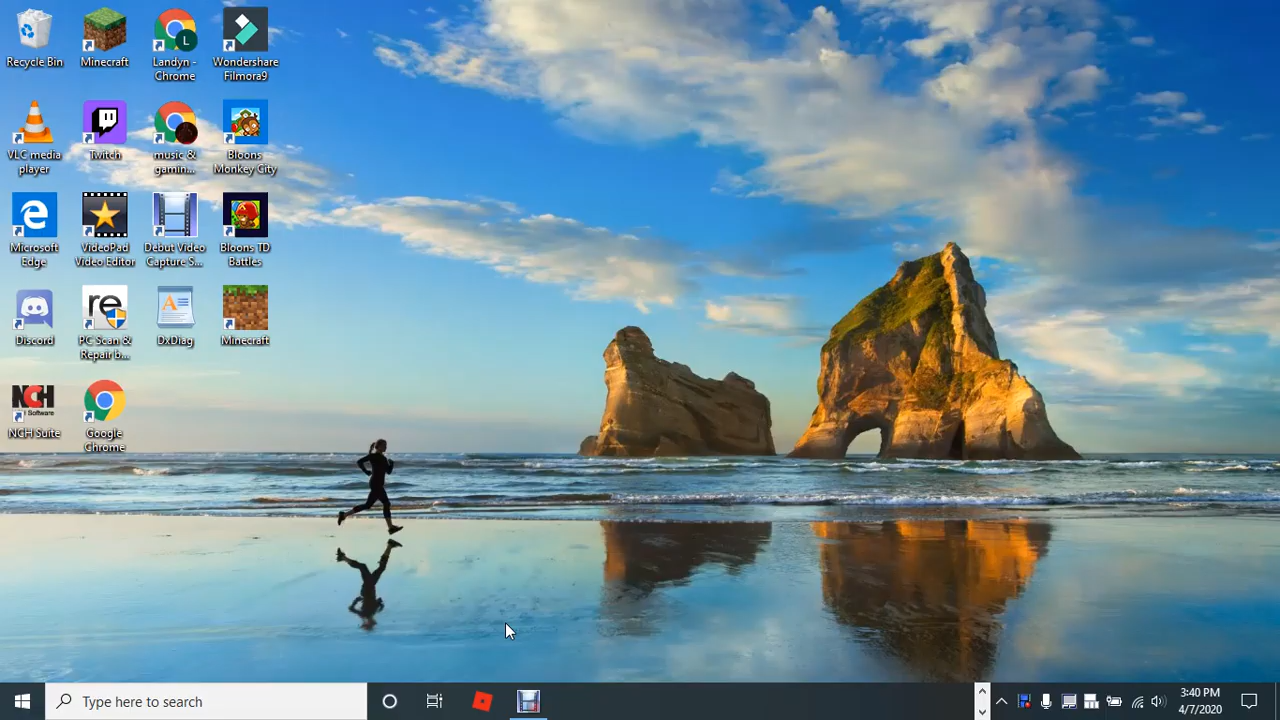 Recycle Bin
Minecraft
Landyn -
Chrome
Wondershare
Filmora9
L
VLC media
player
Twitch
music &
gamin...
Bloons
Monkey City
Microsoft
Edge
VideoPad
Video Editor
Debut Video
Capture S...
Bloons TD
Battles
Discord
re
PC Scan &
Repair b...
DxDiag
Minecraft
NCH
Software
NCH Suite
Google
Chrome
Type here to search
3:40 PM
4/7/2020